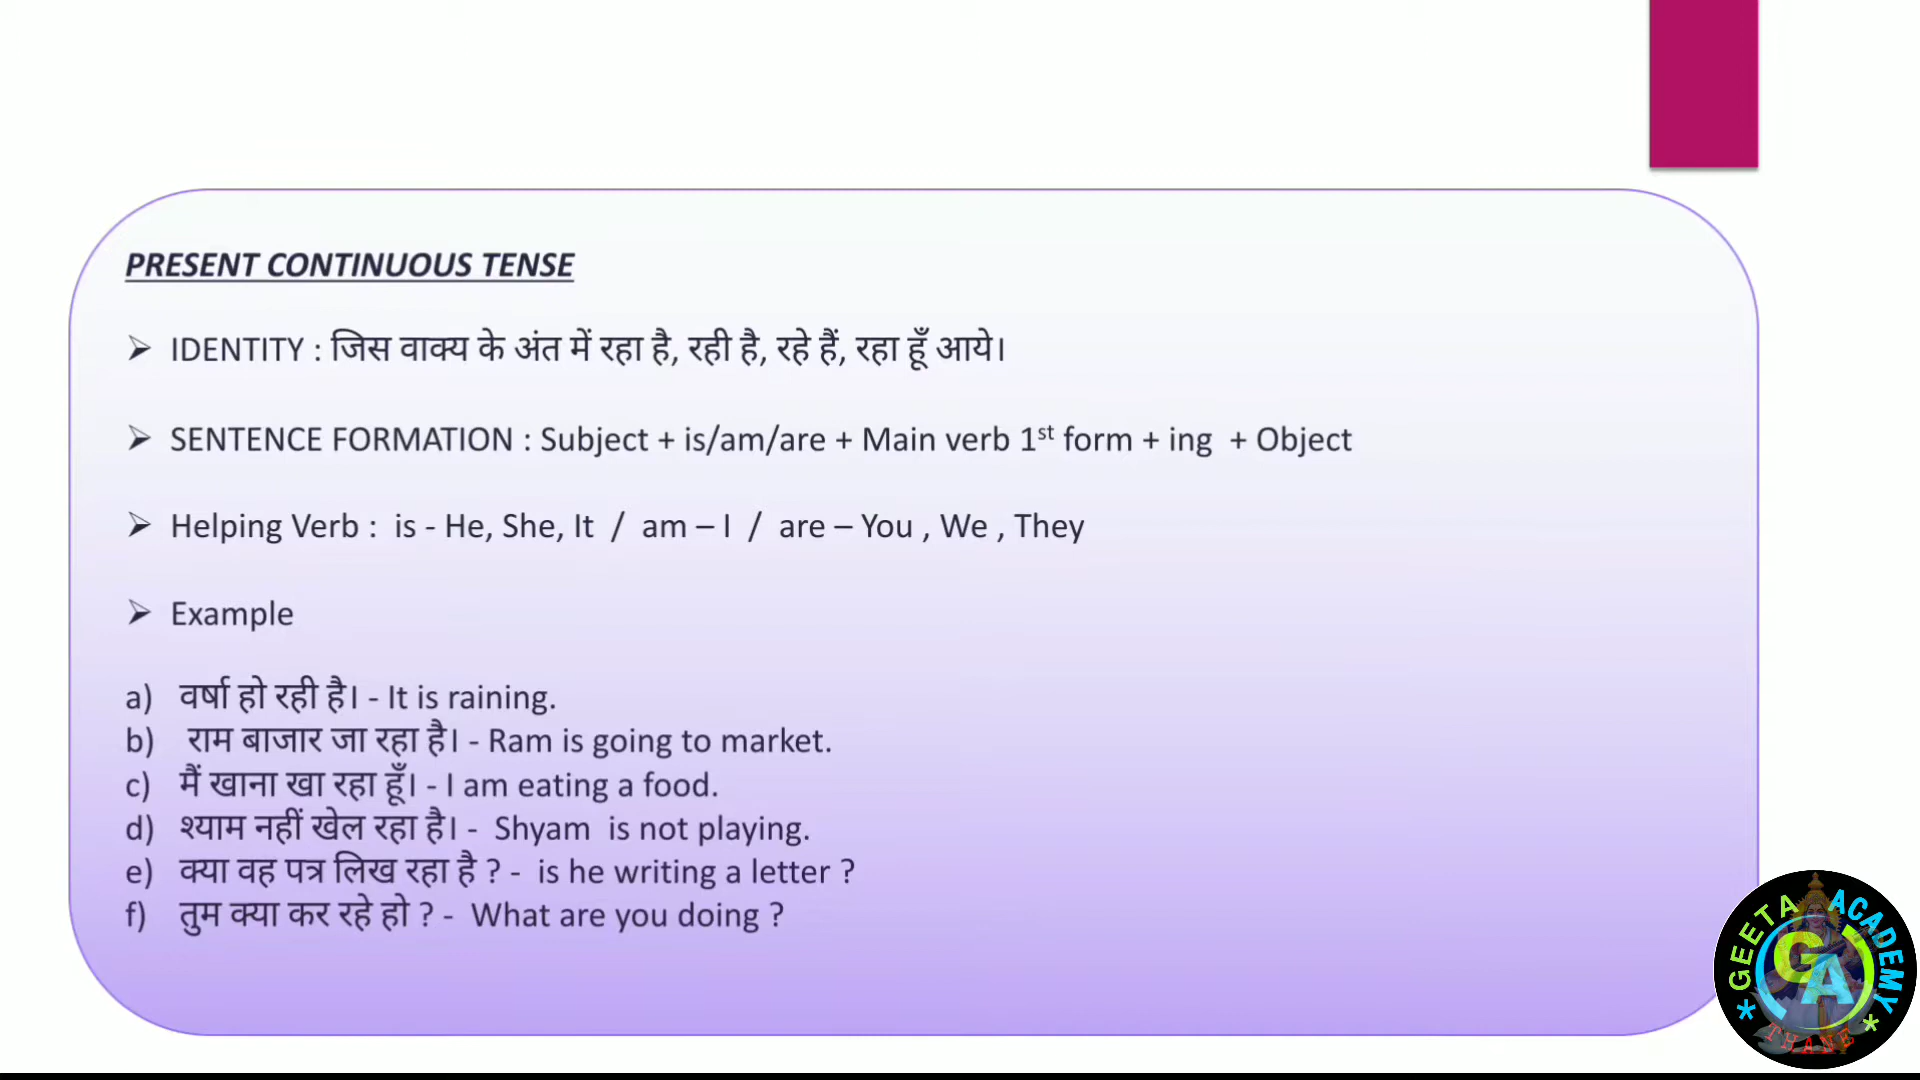 PRESENT CONTINUOUS TENSE
➢ IDENTITY : जिस वाक्य के अंत में रहा है, रही है, रहे हैं, रहा हूँ आये।
➢ SENTENCE FORMATION : Subject + is/am/are + Main verb 1st form + ing + Object
➢ Helping Verb : is - He, She, It / am – I / are – You , We , They
➢ Example
a) वर्षा हो रही है। - It is raining.
b) राम बाजार जा रहा है। - Ram is going to market.
c) मैं खाना खा रहा हूँ। - I am eating a food.
d) श्याम नहीं खेल रहा है। - Shyam is not playing.
e) क्या वह पत्र लिख रहा है ? - is he writing a letter ?
f) तुम क्या कर रहे हो ? - What are you doing ?
GEETA ACADEMY
GA
THANE